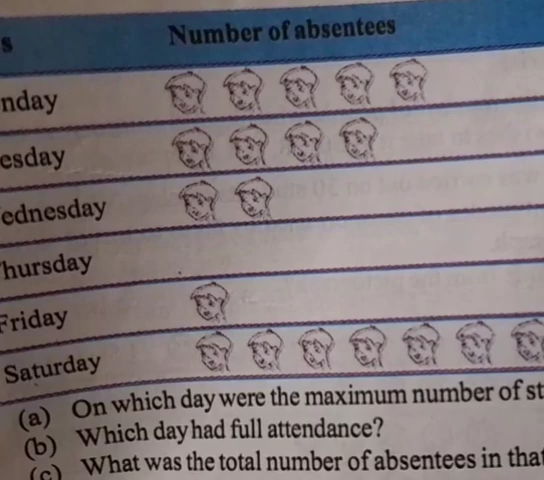 s Number of absentees
nday
esday
ednesday
hursday
Friday
Saturday
(a) On which day were the maximum number of st
(b) Which day had full attendance?
(c) What was the total number of absentees in that